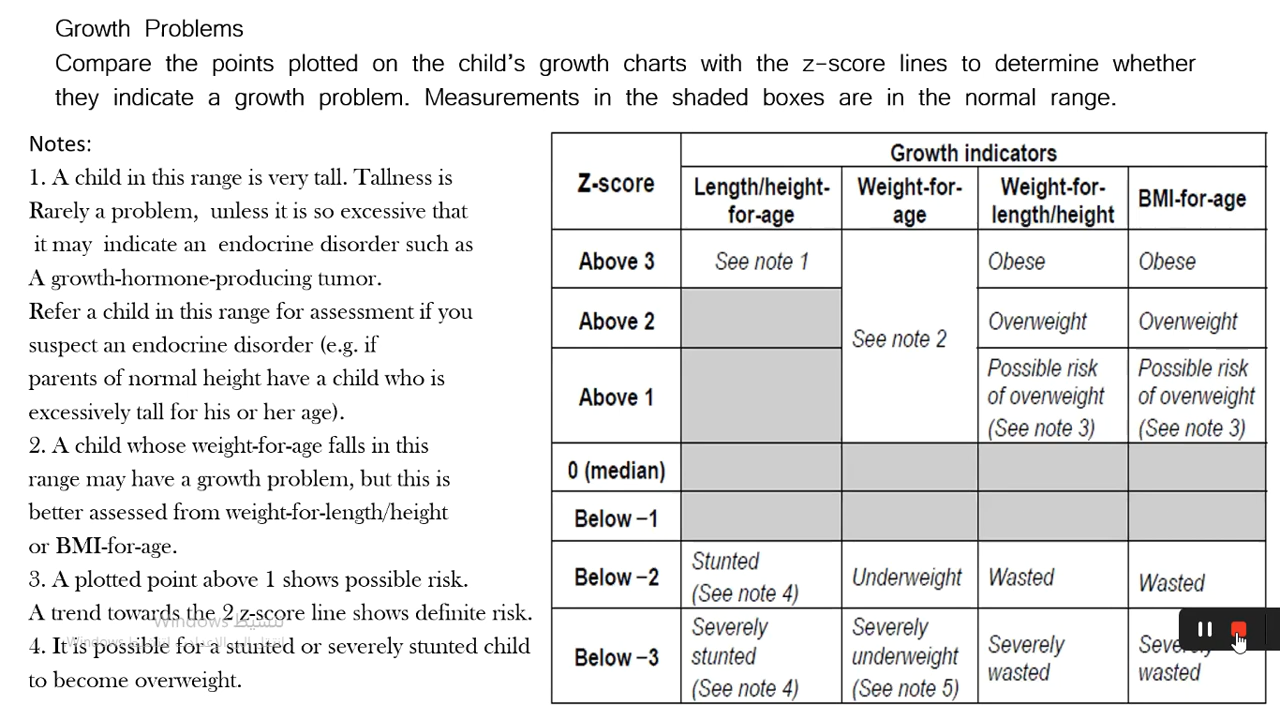 Growth Problems
Compare the points plotted on the child's growth charts with the z-score lines to determine whether
they indicate a growth problem. Measurements in the shaded boxes are in the normal range.
Notes:
1. A child in this range is very tall. Tallness is
Rarely a problem, unless it is so excessive that
it may indicate an endocrine disorder such as
A growth-hormone-producing tumor.
Refer a child in this range for assessment if you
suspect an endocrine disorder (e.g. if
parents of normal height have a child who is
excessively tall for his or her age).
2. A child whose weight-for-age falls in this
range may have a growth problem, but this is
better assessed from weight-for-length/height
or BMI-for-age.
3. A plotted point above 1 shows possible risk.
A trend towards the 2 z-score line shows definite risk.
4. It is possible for a stunted or severely stunted child
to become overweight.
Z-score
Growth indicators
Length/height-
for-age
Weight-for-
age
Weight-for-
length/height
BMI-for-age
Above 3
See note 1
See note 2
Obese
Obese
Above 2
Overweight
Overweight
Above 1
Possible risk
of overweight
(See note 3)
Possible risk
of overweight
(See note 3)
0 (median)
Below −1
Below −2
Stunted
(See note 4)
Underweight
Wasted
Wasted
Below −3
Severely
stunted
(See note 4)
Severely
underweight
(See note 5)
Severely
wasted
wasted
تنشيط Windows